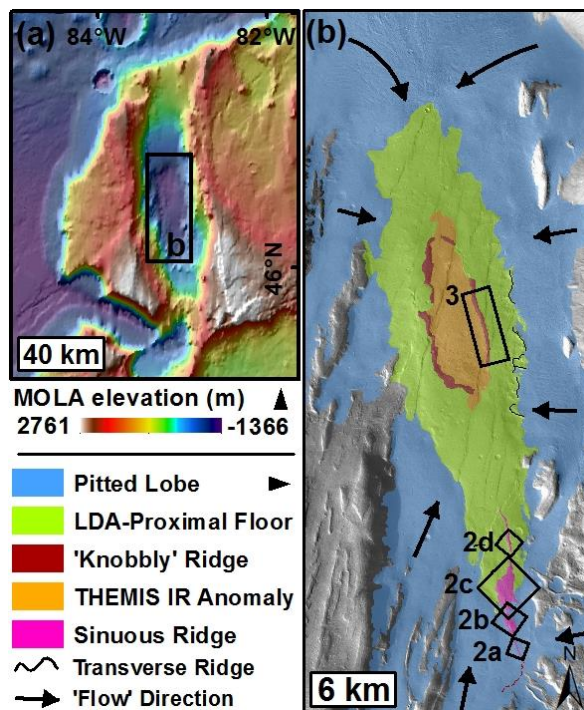 (a)
84°W
82°W
b
46°N
40 km
MOLA elevation (m)
2761
-1366
Pitted Lobe
LDA-Proximal Floor
'Knobbly' Ridge
THEMIS IR Anomaly
Sinuous Ridge
Transverse Ridge
'Flow' Direction
(b)
3
2d
2c
2b
2a
N
6 km